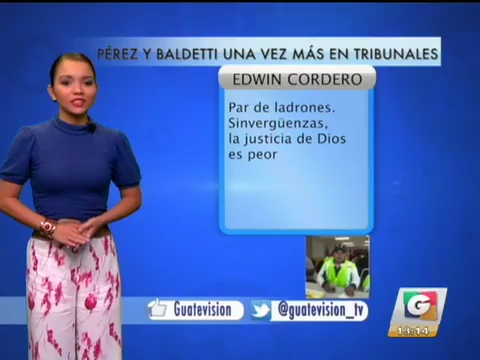 PÉREZ Y BALDETTI UNA VEZ MÁS EN TRIBUNALES
EDWIN CORDERO
Par de ladrones.
Sinvergüenzas,
la justicia de Dios
es peor
Guatevision
@guatevision_tv
G
13:14